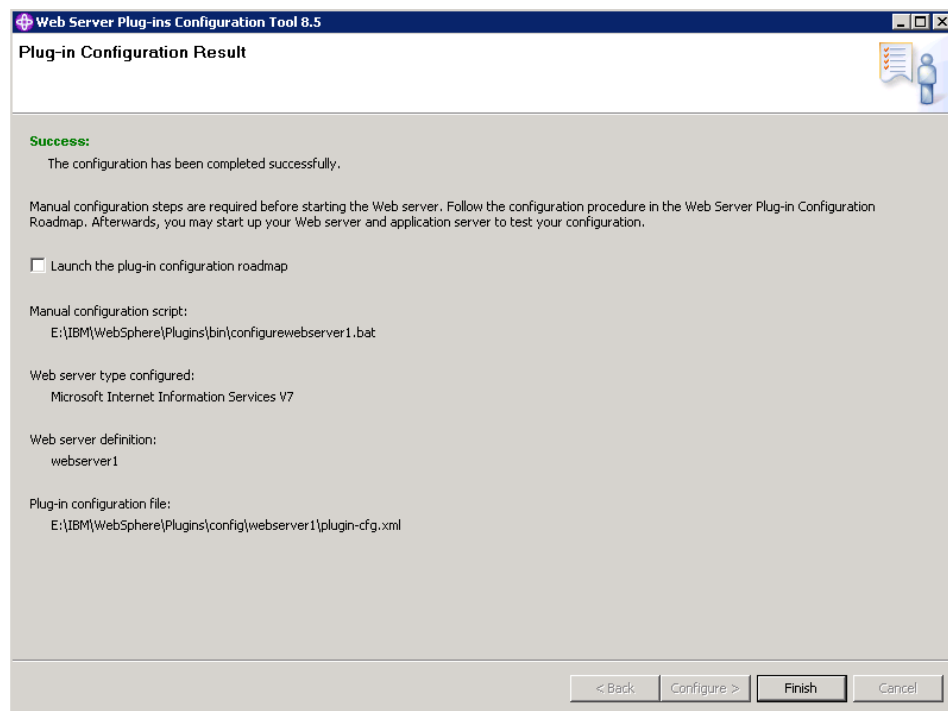 Web Server Plug-ins Configuration Tool 8.5
Plug-in Configuration Result
Success:
The configuration has been completed successfully.
Manual configuration steps are required before starting the Web server. Follow the configuration procedure in the Web Server Plug-in Configuration
Roadmap. Afterwards, you may start up your Web server and application server to test your configuration.
Launch the plug-in configuration roadmap
Manual configuration script:
E:\IBM\WebSphere\Plugins\bin\configurewebserver1.bat
Web server type configured:
Microsoft Internet Information Services V7
Web server definition:
webserver1
Plug-in configuration file:
E:\IBM\WebSphere\Plugins\config\webserver1\plugin-cfg.xml
< Back Configure > Finish Cancel